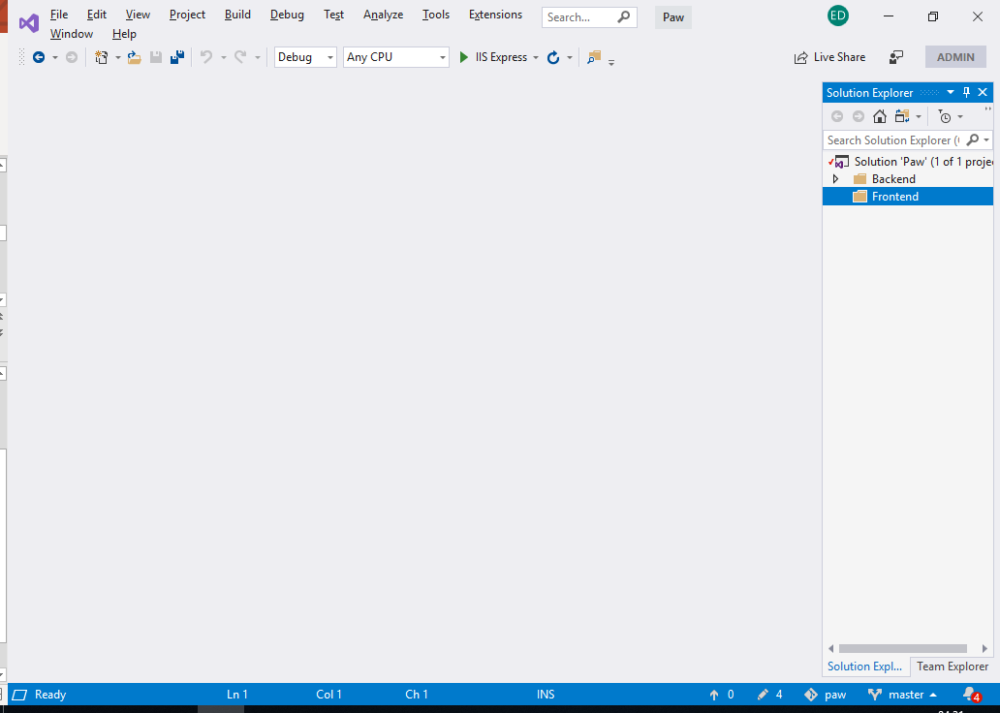 File Edit View Project Build Debug Test Analyze Tools Extensions Search... Paw ED
Window Help
Debug Any CPU IIS Express Live Share ADMIN
Solution Explorer
Search Solution Explorer (
Solution 'Paw' (1 of 1 proje
Backend
Frontend
Solution Expl... Team Explorer
Ready Ln 1 Col 1 Ch 1 INS 0 4 paw master 4